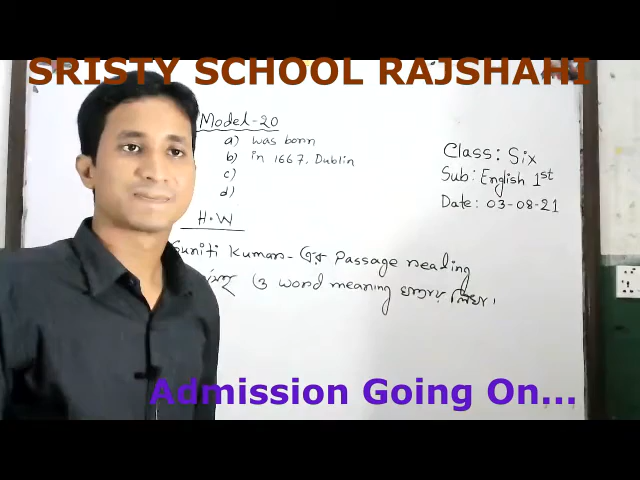 SRISTY SCHOOL RAJSHAHI
Model-20
a) was born
b) in 1667, Dublin
c)
d)
Class: Six
Sub: English 1st
Date: 03-08-21
H.W
Suniti Kumar-এর Passage Reading
ও word meaning
Admission Going On...